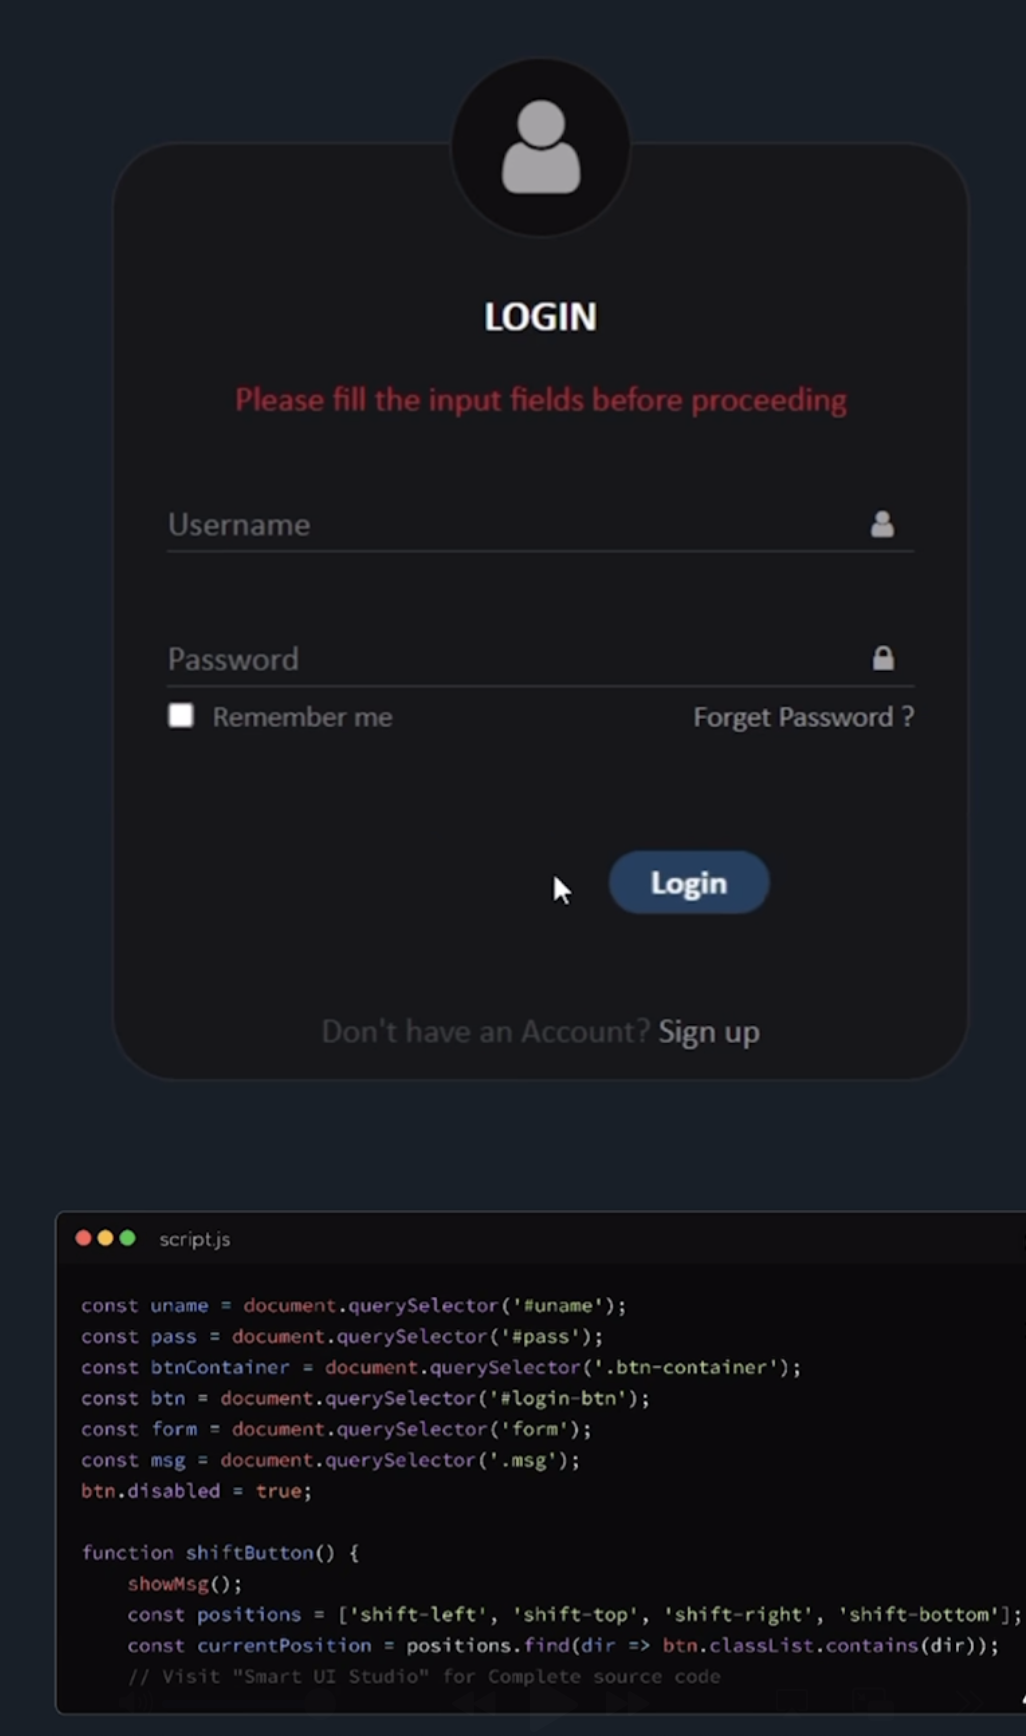 LOGIN
Please fill the input fields before proceeding
Username
Password
Remember me
Forget Password ?
Login
Don't have an Account? Sign up
script.js
const uname = document.querySelector('#uname');
const pass = document.querySelector('#pass');
const btnContainer = document.querySelector('.btn-container');
const btn = document.querySelector('#login-btn');
const form = document.querySelector('form');
const msg = document.querySelector('.msg');
btn.disabled = true;
function shiftButton() {
showMsg();
const positions = ['shift-left', 'shift-top', 'shift-right', 'shift-bottom'];
const currentPosition = positions.find(dir => btn.classList.contains(dir));
// Visit "Smart UI Studio" for Complete source code